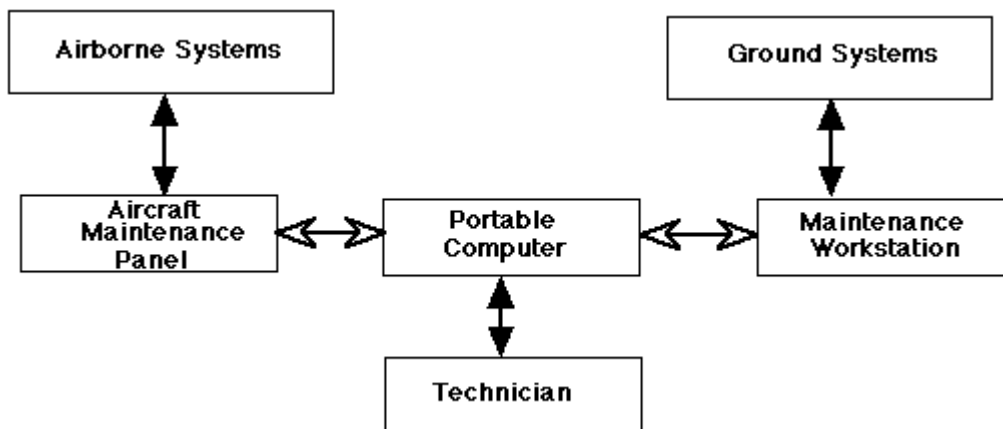 Airborne Systems
Ground Systems
Aircraft
Maintenance
Panel
Portable
Computer
Maintenance
Workstation
Technician